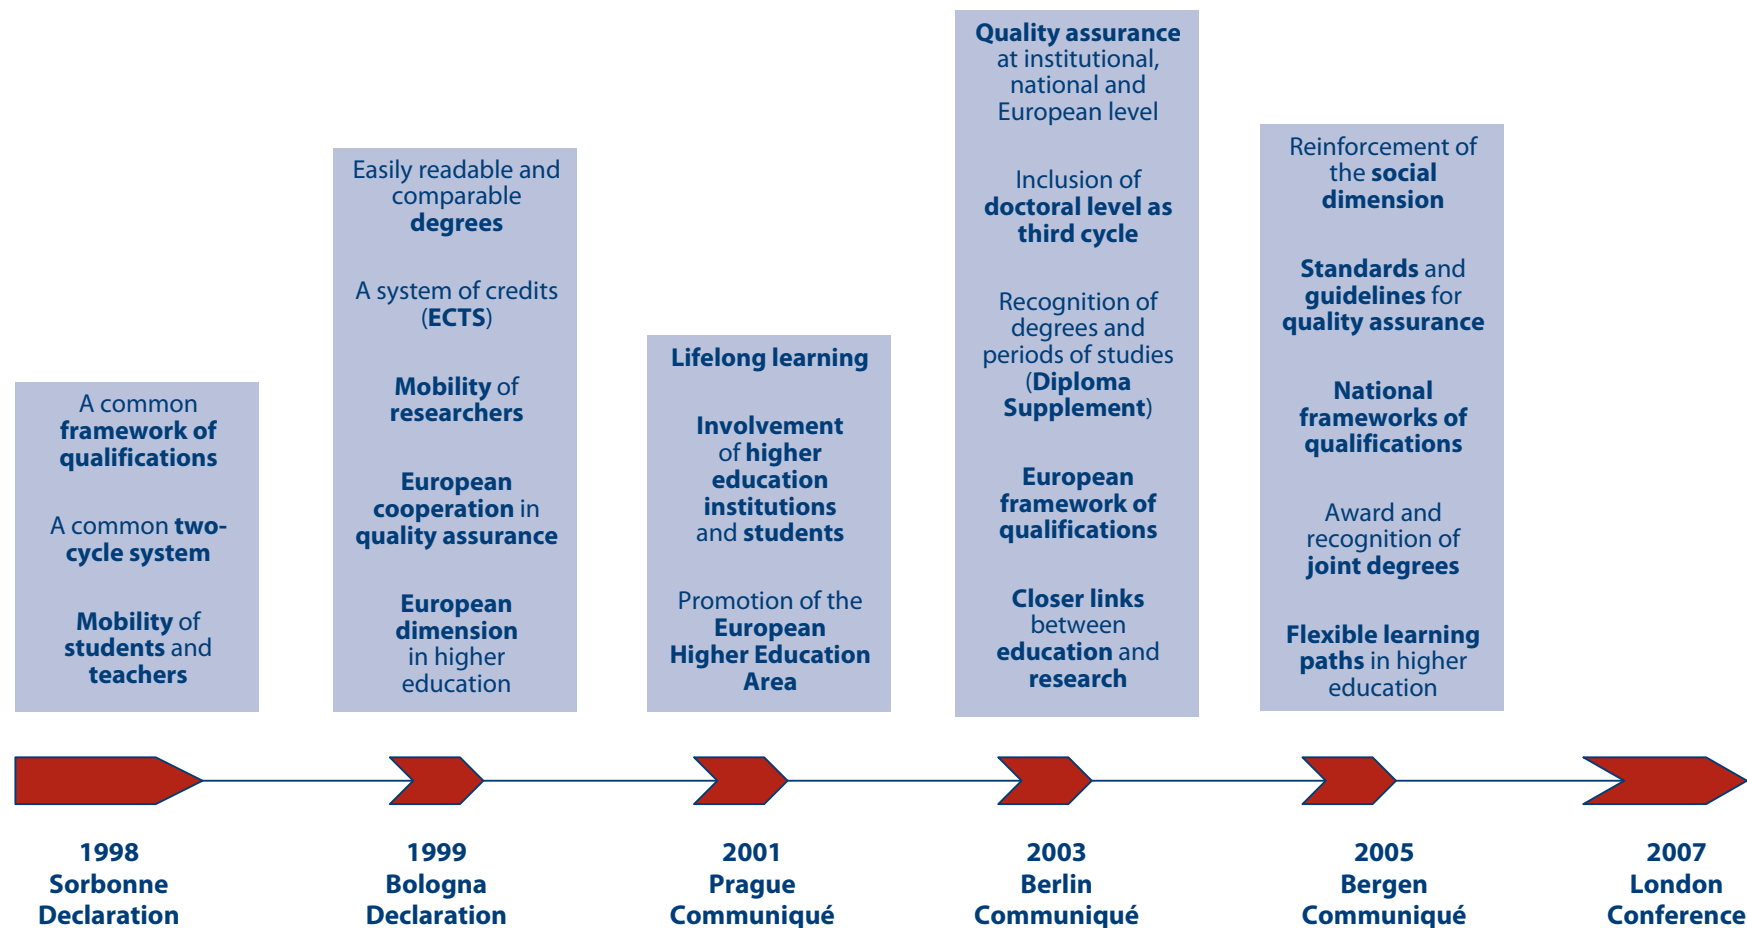 A common
framework of
qualifications
A common two-
cycle system
Mobility of
students and
teachers
Easily readable and
comparable
degrees
A system of credits
(ECTS)
Mobility of
researchers
European
cooperation in
quality assurance
European
dimension
in higher
education
Lifelong learning
Involvement
of higher
education
institutions
and students
Promotion of the
European
Higher Education
Area
Quality assurance
at institutional,
national and
European level
Inclusion of
doctoral level as
third cycle
Recognition of
degrees and
periods of studies
(Diploma
Supplement)
European
framework of
qualifications
Closer links
between
education and
research
Reinforcement of
the social
dimension
Standards and
guidelines for
quality assurance
National
frameworks of
qualifications
Award and
recognition of
joint degrees
Flexible learning
paths in higher
education
1998
Sorbonne
Declaration
1999
Bologna
Declaration
2001
Prague
Communiqué
2003
Berlin
Communiqué
2005
Bergen
Communiqué
2007
London
Conference